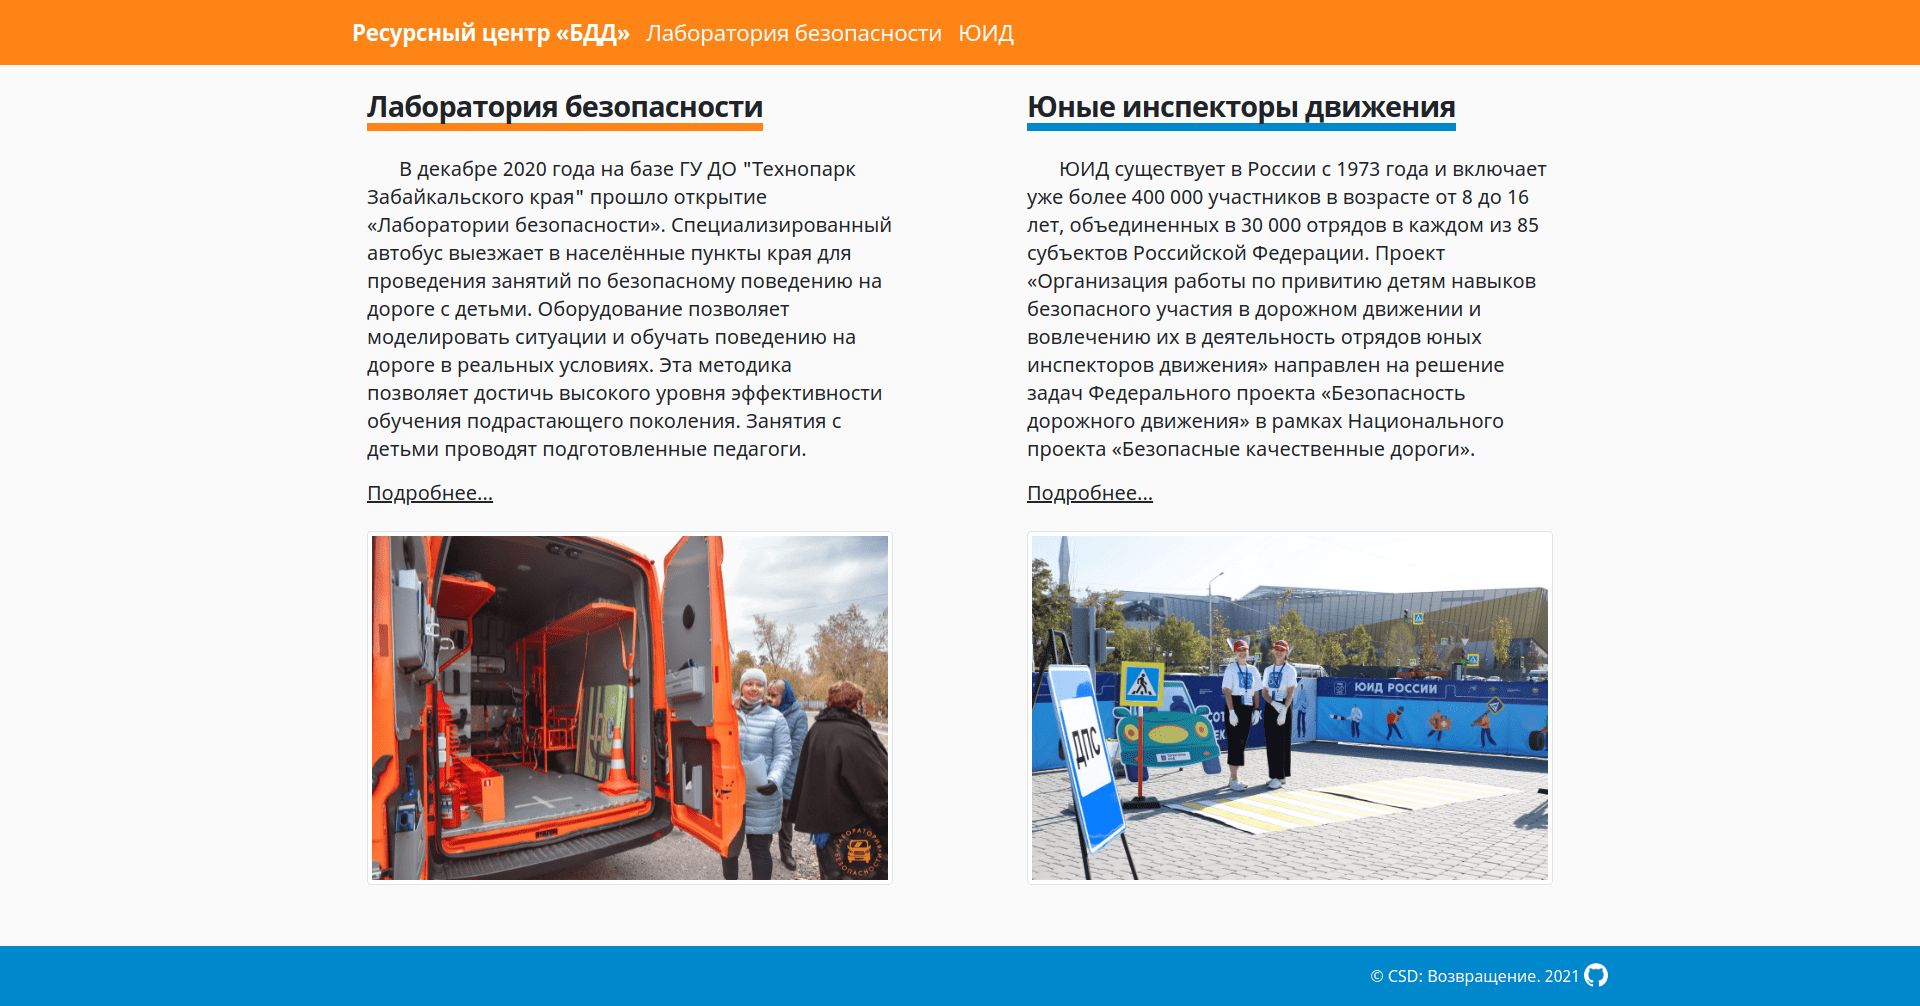 Ресурсный центр «БДД» Лаборатория безопасности ЮИД
Лаборатория безопасности
В декабре 2020 года на базе ГУ ДО "Технопарк
Забайкальского края" прошло открытие
«Лаборатории безопасности». Специализированный
автобус выезжает в населённые пункты края для
проведения занятий по безопасному поведению на
дороге с детьми. Оборудование позволяет
моделировать ситуации и обучать поведению на
дороге в реальных условиях. Эта методика
позволяет достичь высокого уровня эффективности
обучения подрастающего поколения. Занятия с
детьми проводят подготовленные педагоги.
Подробнее...
ЛАБОРАТОРИЯ БЕЗОПАСНОСТИ
Юные инспекторы движения
ЮИД существует в России с 1973 года и включает
уже более 400 000 участников в возрасте от 8 до 16
лет, объединенных в 30 000 отрядов в каждом из 85
субъектов Российской Федерации. Проект
«Организация работы по привитию детям навыков
безопасного участия в дорожном движении и
вовлечению их в деятельность отрядов юных
инспекторов движения» направлен на решение
задач Федерального проекта «Безопасность
дорожного движения» в рамках Национального
проекта «Безопасные качественные дороги».
Подробнее...
ЮИД РОССИИ
ДПС
© CSD: Возвращение. 2021